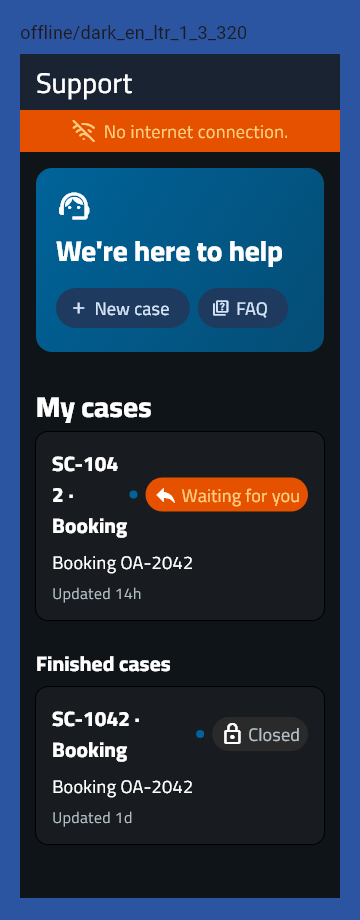 offline/dark_en_ltr_1_3_320
Support
No internet connection.
We're here to help
+ New case
FAQ
My cases
SC-104
2 ·
Booking
Waiting for you
Booking OA-2042
Updated 14h
Finished cases
SC-1042 ·
Booking
Closed
Booking OA-2042
Updated 1d